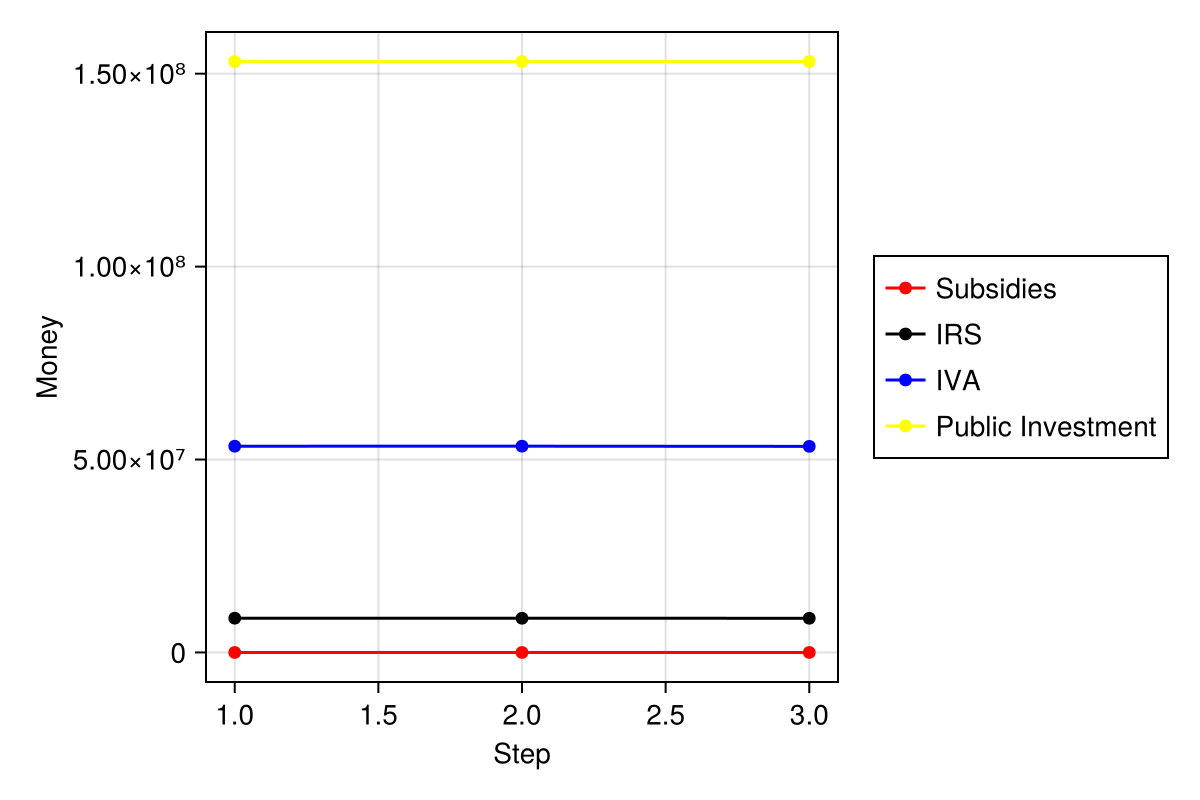 1.50×10⁸
1.00×10⁸
5.00×10⁷
0
Money
1.0 1.5 2.0 2.5 3.0
Step
Subsidies
IRS
IVA
Public Investment